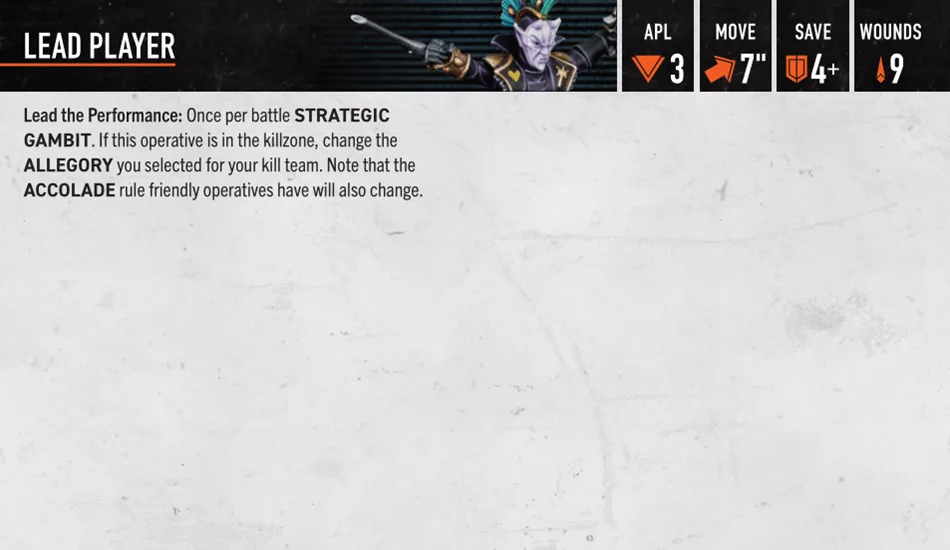 LEAD PLAYER
APL
3
MOVE
7"
SAVE
4+
WOUNDS
9
Lead the Performance: Once per battle STRATEGIC
GAMBIT. If this operative is in the killzone, change the
ALLEGORY you selected for your kill team. Note that the
ACCOLADE rule friendly operatives have will also change.